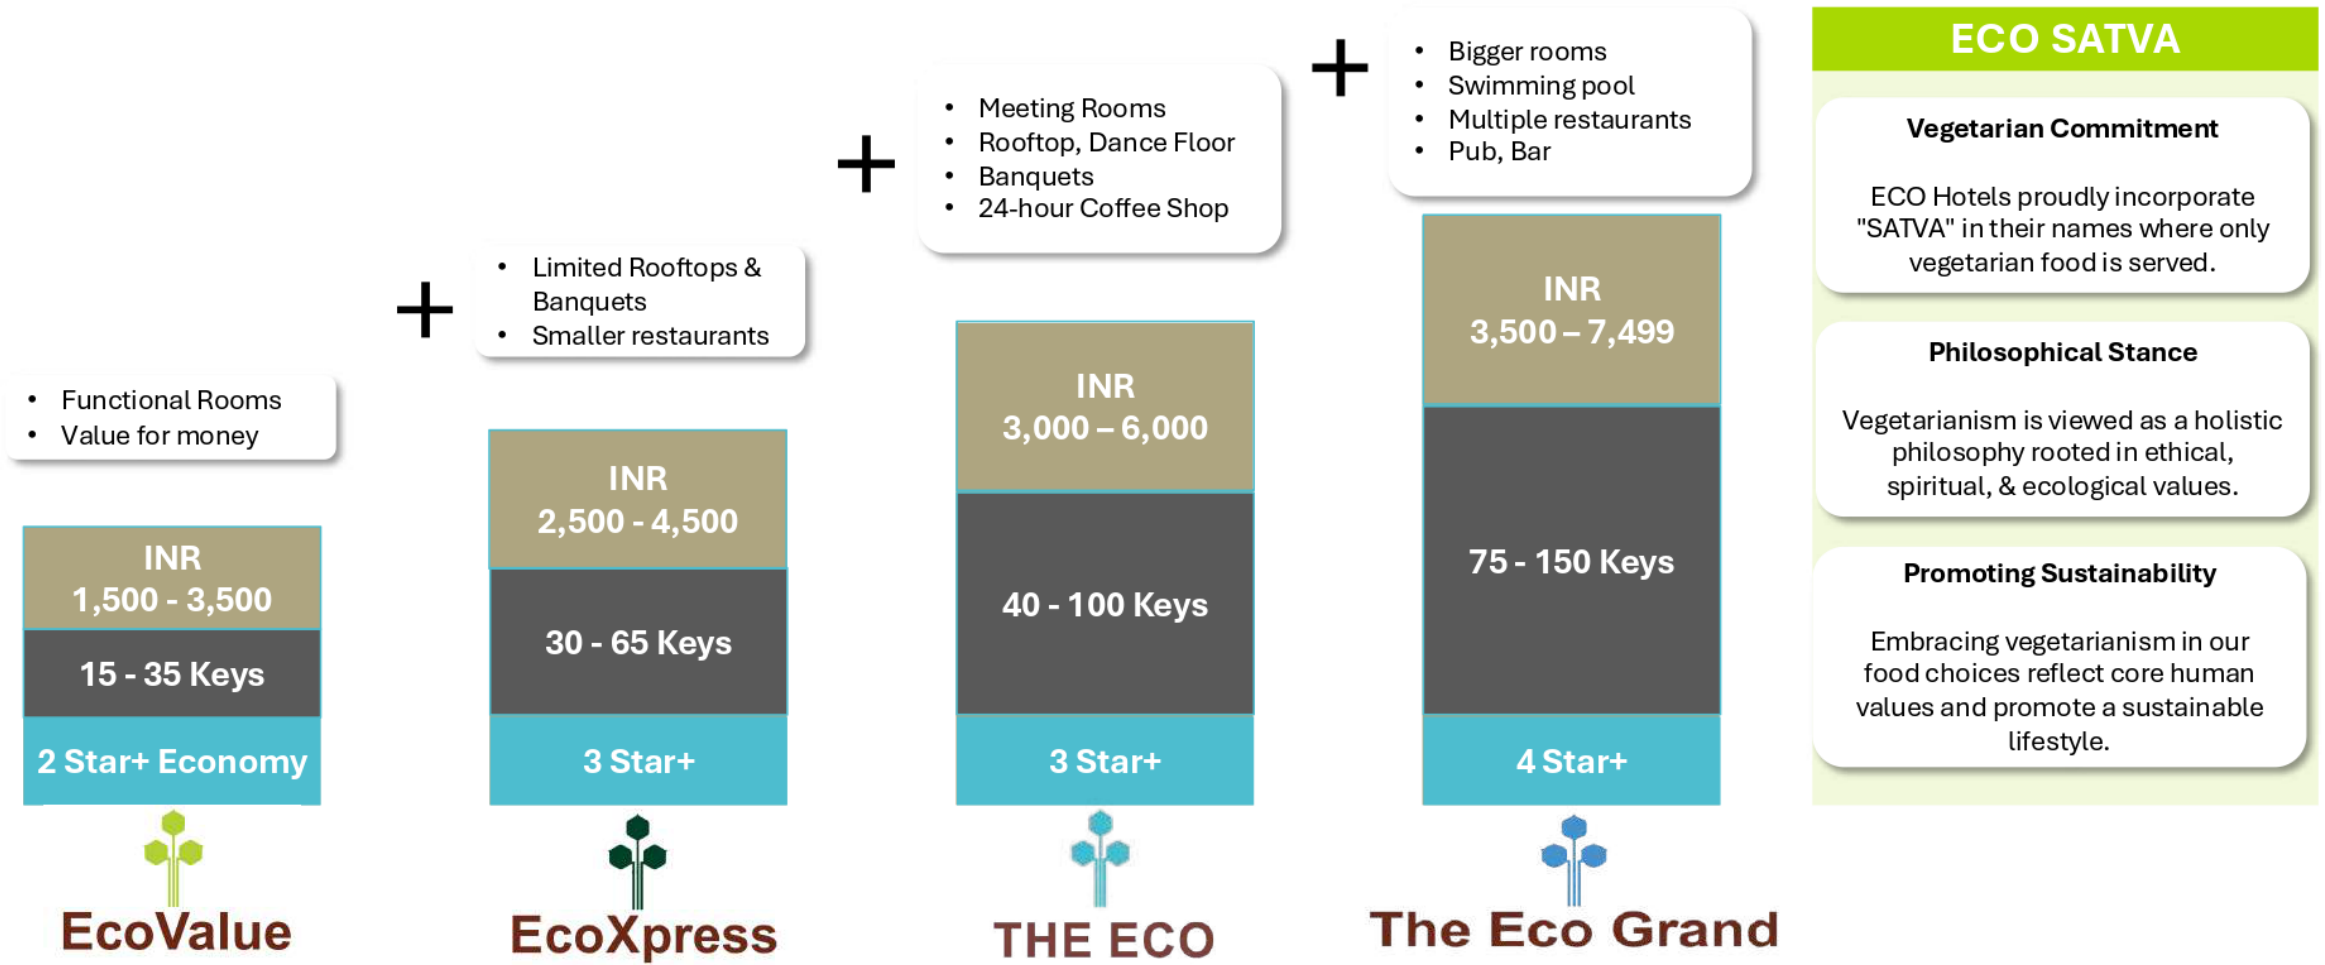 • Functional Rooms
• Value for money
INR
1,500 - 3,500
15 - 35 Keys
2 Star+ Economy
EcoValue
+
• Limited Rooftops &
Banquets
• Smaller restaurants
INR
2,500 - 4,500
30 - 65 Keys
3 Star+
EcoXpress
+
• Meeting Rooms
• Rooftop, Dance Floor
• Banquets
• 24-hour Coffee Shop
INR
3,000 – 6,000
40 - 100 Keys
3 Star+
THE ECO
+
• Bigger rooms
• Swimming pool
• Multiple restaurants
• Pub, Bar
INR
3,500 – 7,499
75 - 150 Keys
4 Star+
The Eco Grand
ECO SATVA
Vegetarian Commitment
ECO Hotels proudly incorporate
"SATVA" in their names where only
vegetarian food is served.
Philosophical Stance
Vegetarianism is viewed as a holistic
philosophy rooted in ethical,
spiritual, & ecological values.
Promoting Sustainability
Embracing vegetarianism in our
food choices reflect core human
values and promote a sustainable
lifestyle.